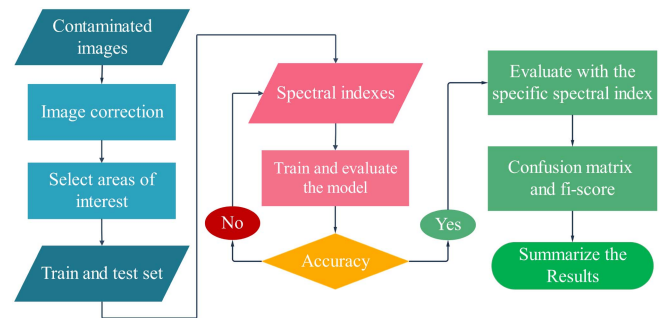 Contaminated
images
Image correction
Select areas of
interest
Train and test set
Spectral indexes
Train and evaluate
the model
No
Accuracy
Yes
Evaluate with the
specific spectral index
Confusion matrix
and fi-score
Summarize the
Results